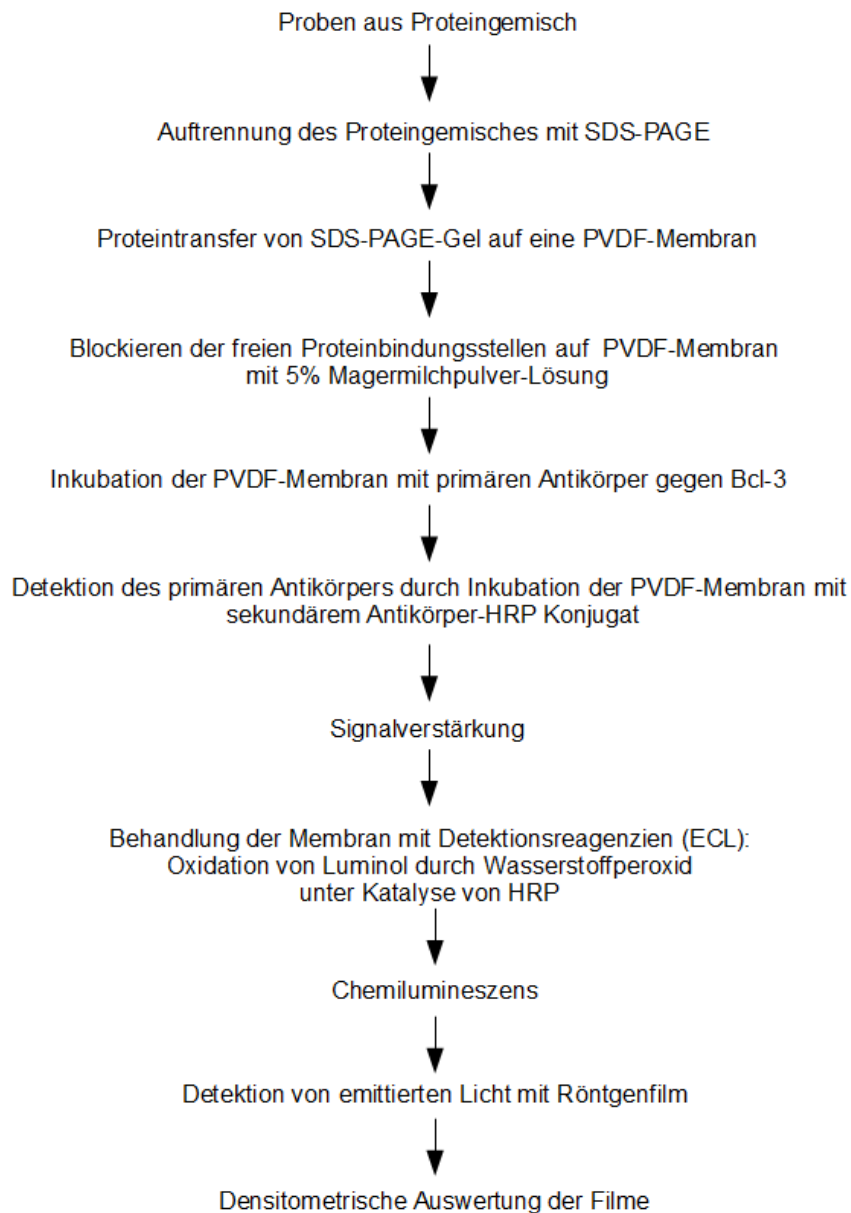 Proben aus Proteingemisch
Auftrennung des Proteingemisches mit SDS-PAGE
Proteintransfer von SDS-PAGE-Gel auf eine PVDF-Membran
Blockieren der freien Proteinbindungsstellen auf PVDF-Membran
mit 5% Magermilchpulver-Lösung
Inkubation der PVDF-Membran mit primären Antikörper gegen Bcl-3
Detektion des primären Antikörpers durch Inkubation der PVDF-Membran mit
sekundärem Antikörper-HRP Konjugat
Signalverstärkung
Behandlung der Membran mit Detektionsreagenzien (ECL):
Oxidation von Luminol durch Wasserstoffperoxid
unter Katalyse von HRP
Chemilumineszens
Detektion von emittierten Licht mit Röntgenfilm
Densitometrische Auswertung der Filme